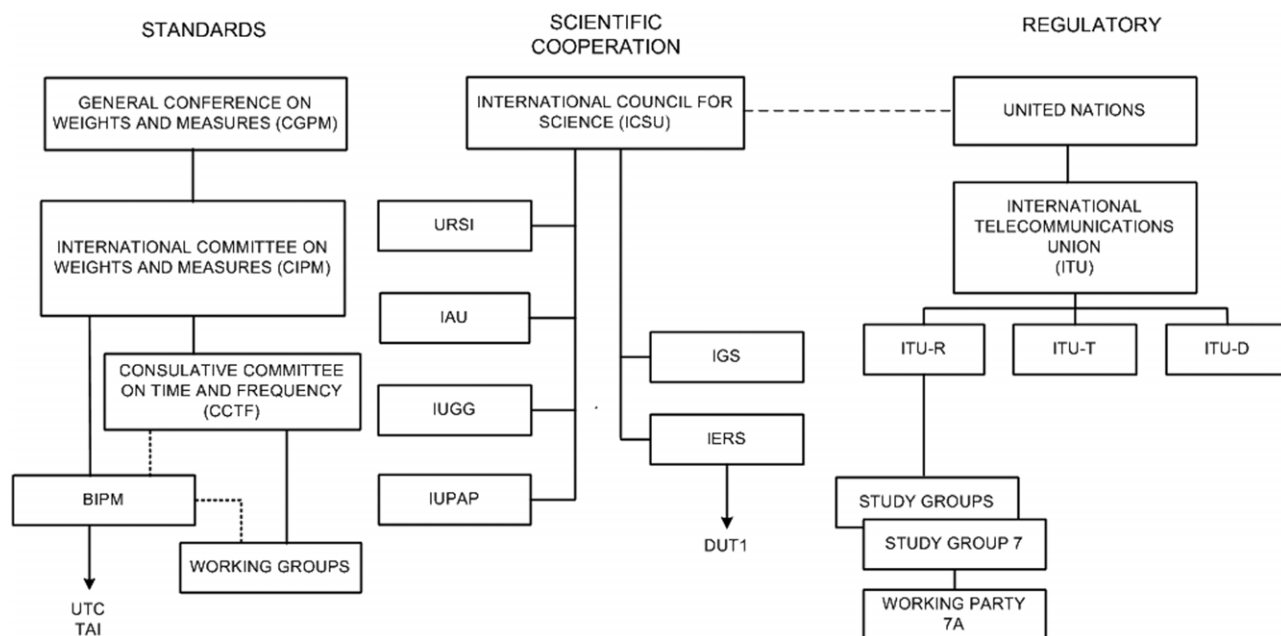 STANDARDS
GENERAL CONFERENCE ON
WEIGHTS AND MEASURES (CGPM)
INTERNATIONAL COMMITTEE ON
WEIGHTS AND MEASURES (CIPM)
CONSULATIVE COMMITTEE
ON TIME AND FREQUENCY
(CCTF)
BIPM
WORKING GROUPS
UTC
TAI
SCIENTIFIC
COOPERATION
INTERNATIONAL COUNCIL FOR
SCIENCE (ICSU)
URSI
IAU
IUGG
IUPAP
IGS
IERS
DUT1
REGULATORY
UNITED NATIONS
INTERNATIONAL
TELECOMMUNICATIONS
UNION
(ITU)
ITU-R
ITU-T
ITU-D
STUDY GROUPS
STUDY GROUP 7
WORKING PARTY
7A